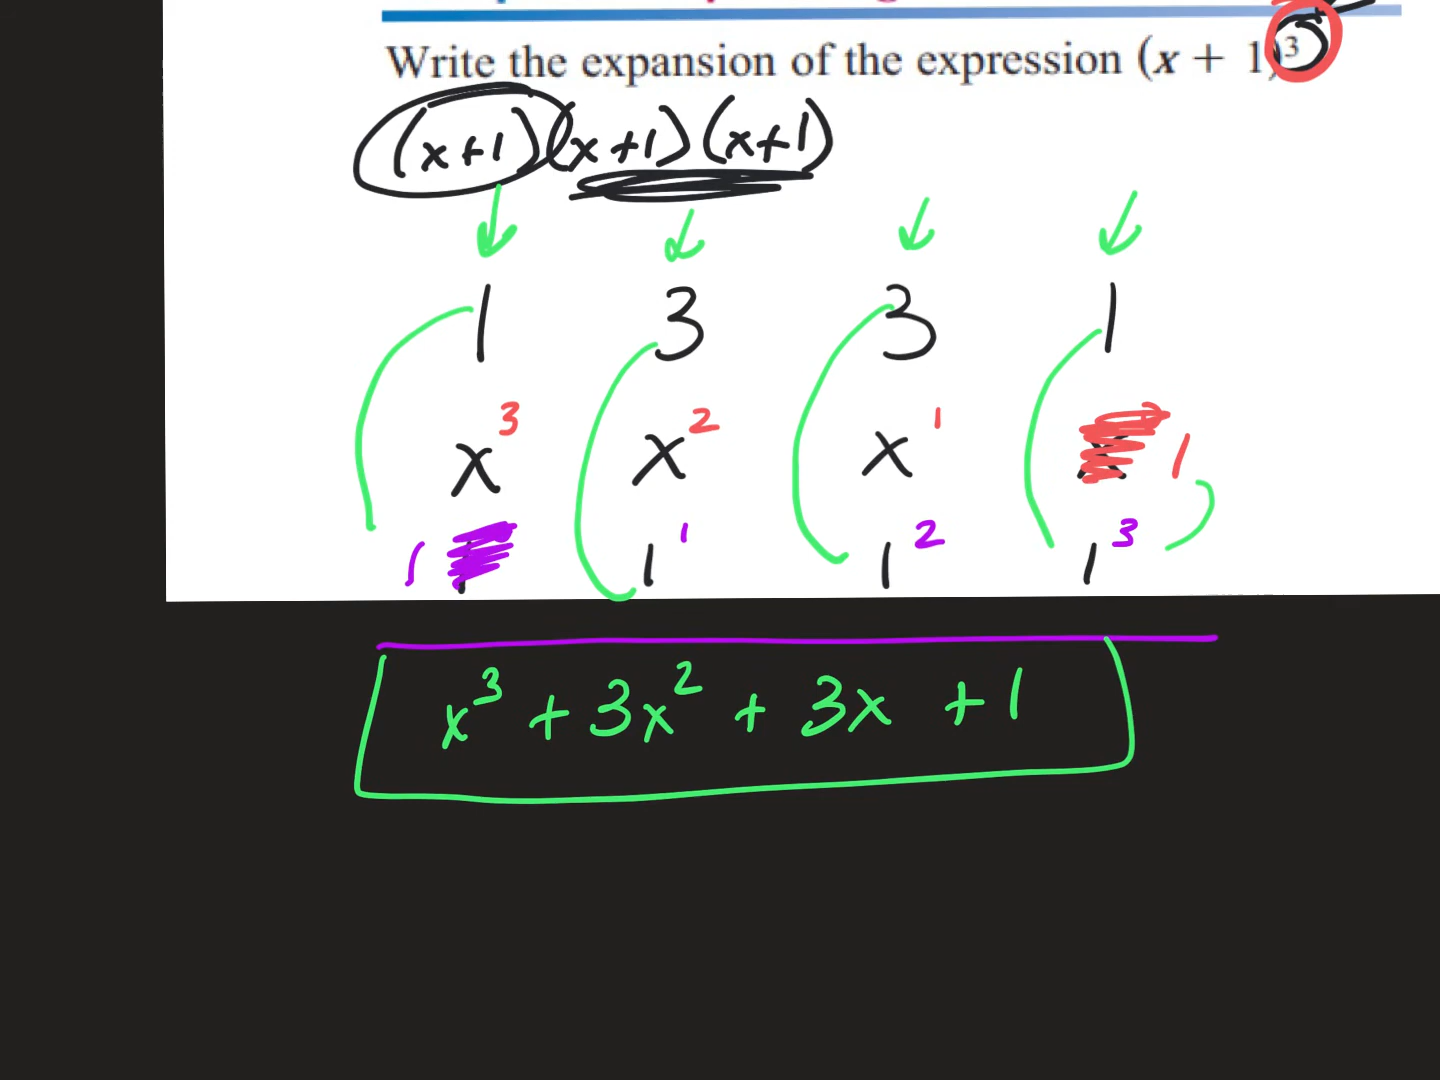 Write the expansion of the expression (x + 1)³
(x+1)(x+1)(x+1)
1 3 3 1
x³ x² x¹ 1
1 1¹ 1² 1³
x³ + 3x² + 3x + 1